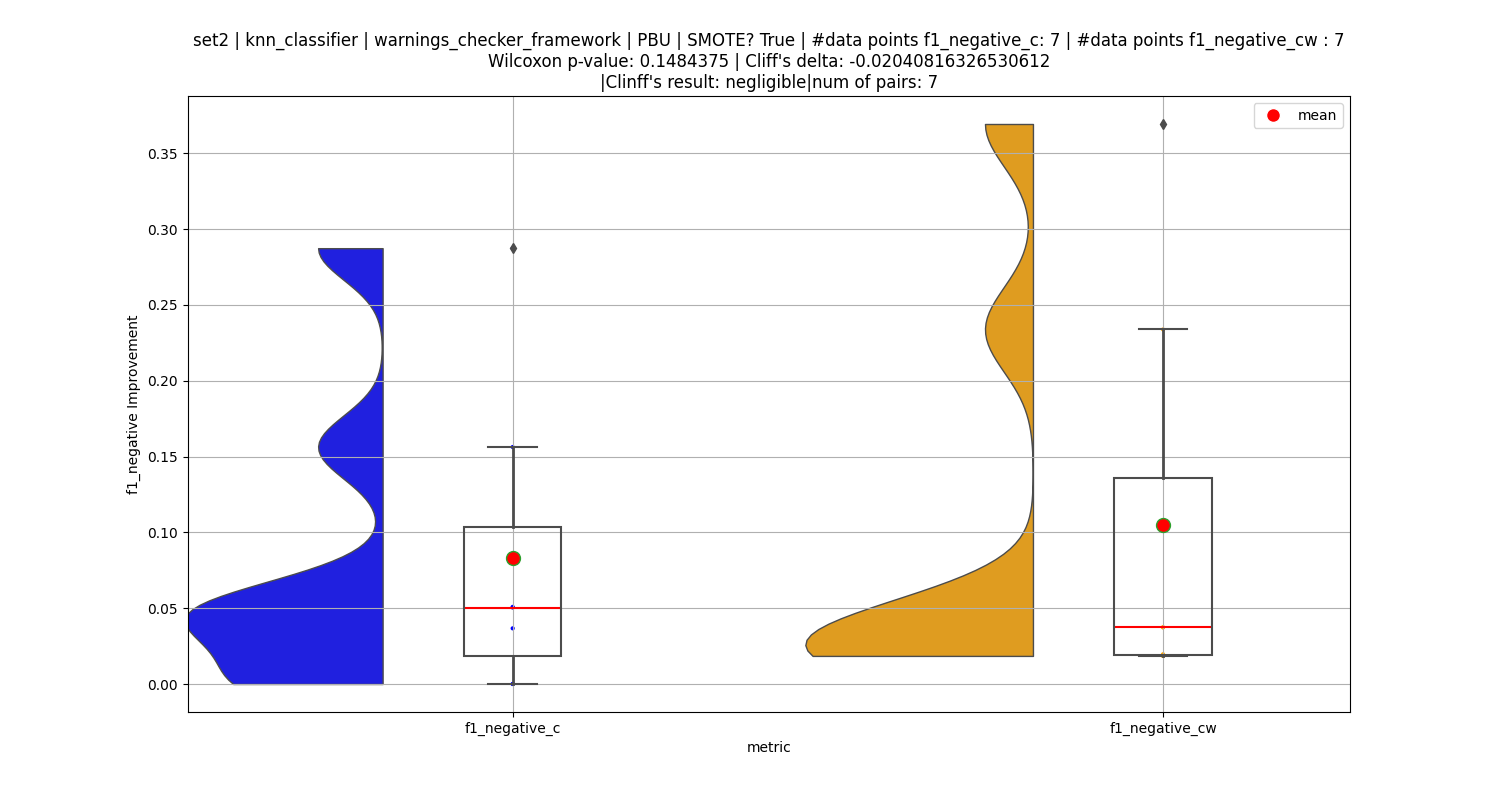 set2 | knn_classifier | warnings_checker_framework | PBU | SMOTE? True | #data points f1_negative_c: 7 | #data points f1_negative_cw : 7
Wilcoxon p-value: 0.1484375 | Cliff's delta: -0.02040816326530612
|Clinff's result: negligible|num of pairs: 7
mean
0.35
0.30
0.25
0.20
0.15
0.10
0.05
0.00
f1_negative Improvement
f1_negative_c
f1_negative_cw
metric